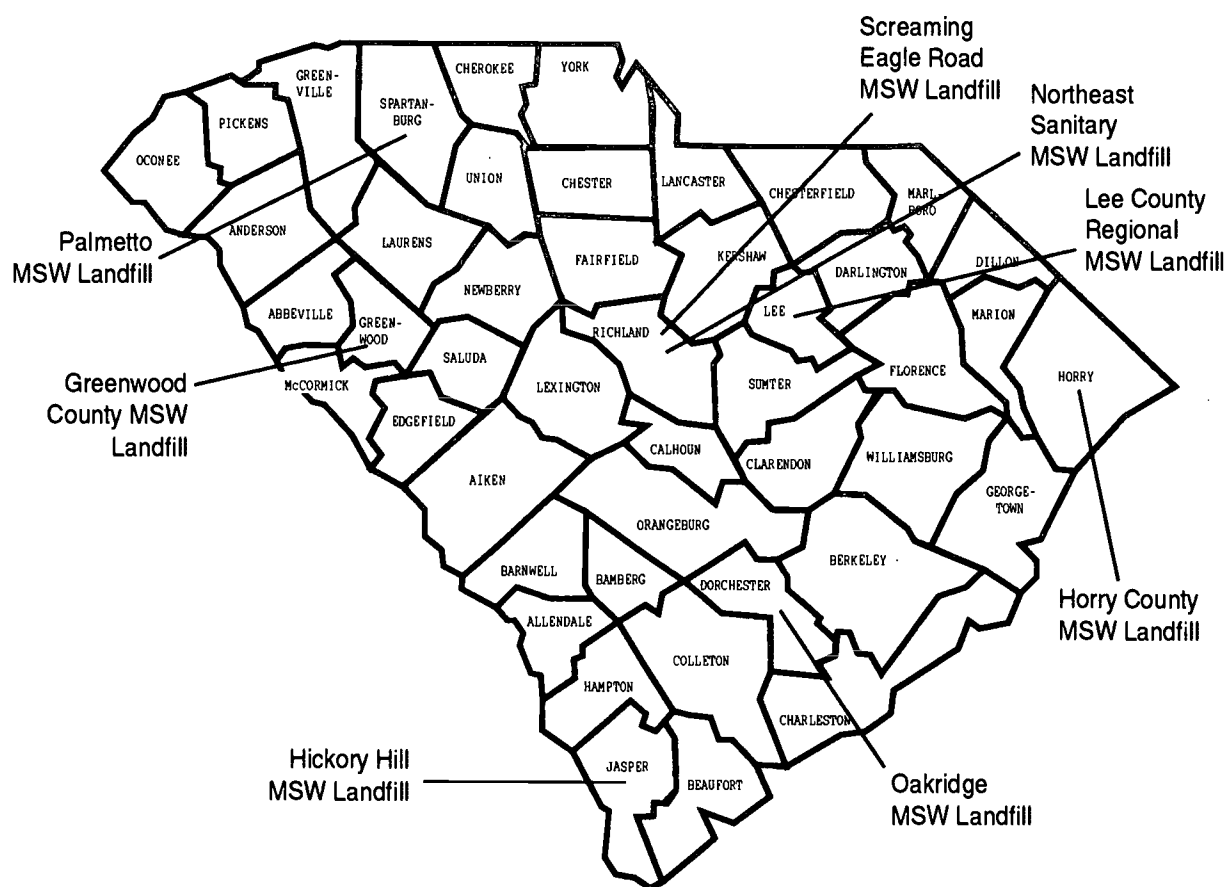 Screaming
Eagle Road
MSW Landfill
Northeast
Sanitary
MSW Landfill
Lee County
Regional
MSW Landfill
Palmetto
MSW Landfill
Greenwood
County MSW
Landfill
Hickory Hill
MSW Landfill
Oakridge
MSW Landfill
Horry County
MSW Landfill
OCONEE
PICKENS
GREEN-
VILLE
SPARTAN-
BURG
CHEROKEE
YORK
UNION
CHESTER
LANCASTER
CHESTERFIELD
MARL-
BORO
ANDERSON
LAURENS
NEWBERRY
FAIRFIELD
KERSHAW
DARLINGTON
DILLON
LEE
MARION
ABBEVILLE
GREEN-
WOOD
SALUDA
RICHLAND
LEXINGTON
SUMTER
FLORENCE
HORRY
McCORMICK
EDGEFIELD
AIKEN
CALHOUN
CLARENDON
WILLIAMSBURG
GEORGE-
TOWN
ORANGEBURG
BARNWELL
BAMBERG
DORCHESTER
BERKELEY
ALLENDALE
HAMPTON
COLLETON
CHARLESTON
JASPER
BEAUFORT